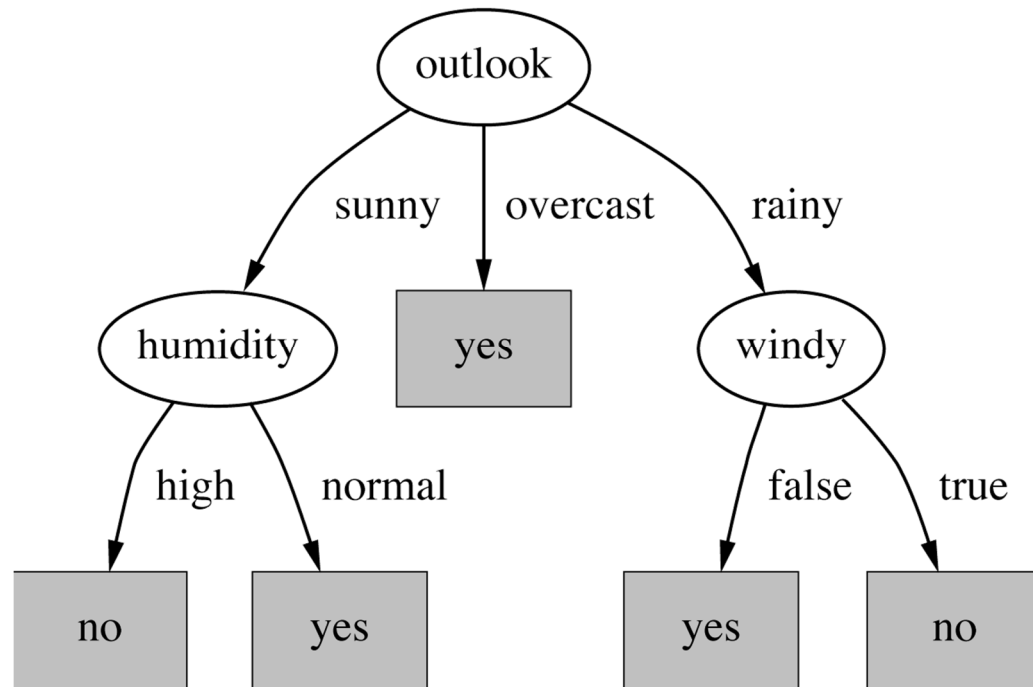 outlook
sunny
overcast
rainy
humidity
yes
windy
high
normal
false
true
no
yes
yes
no